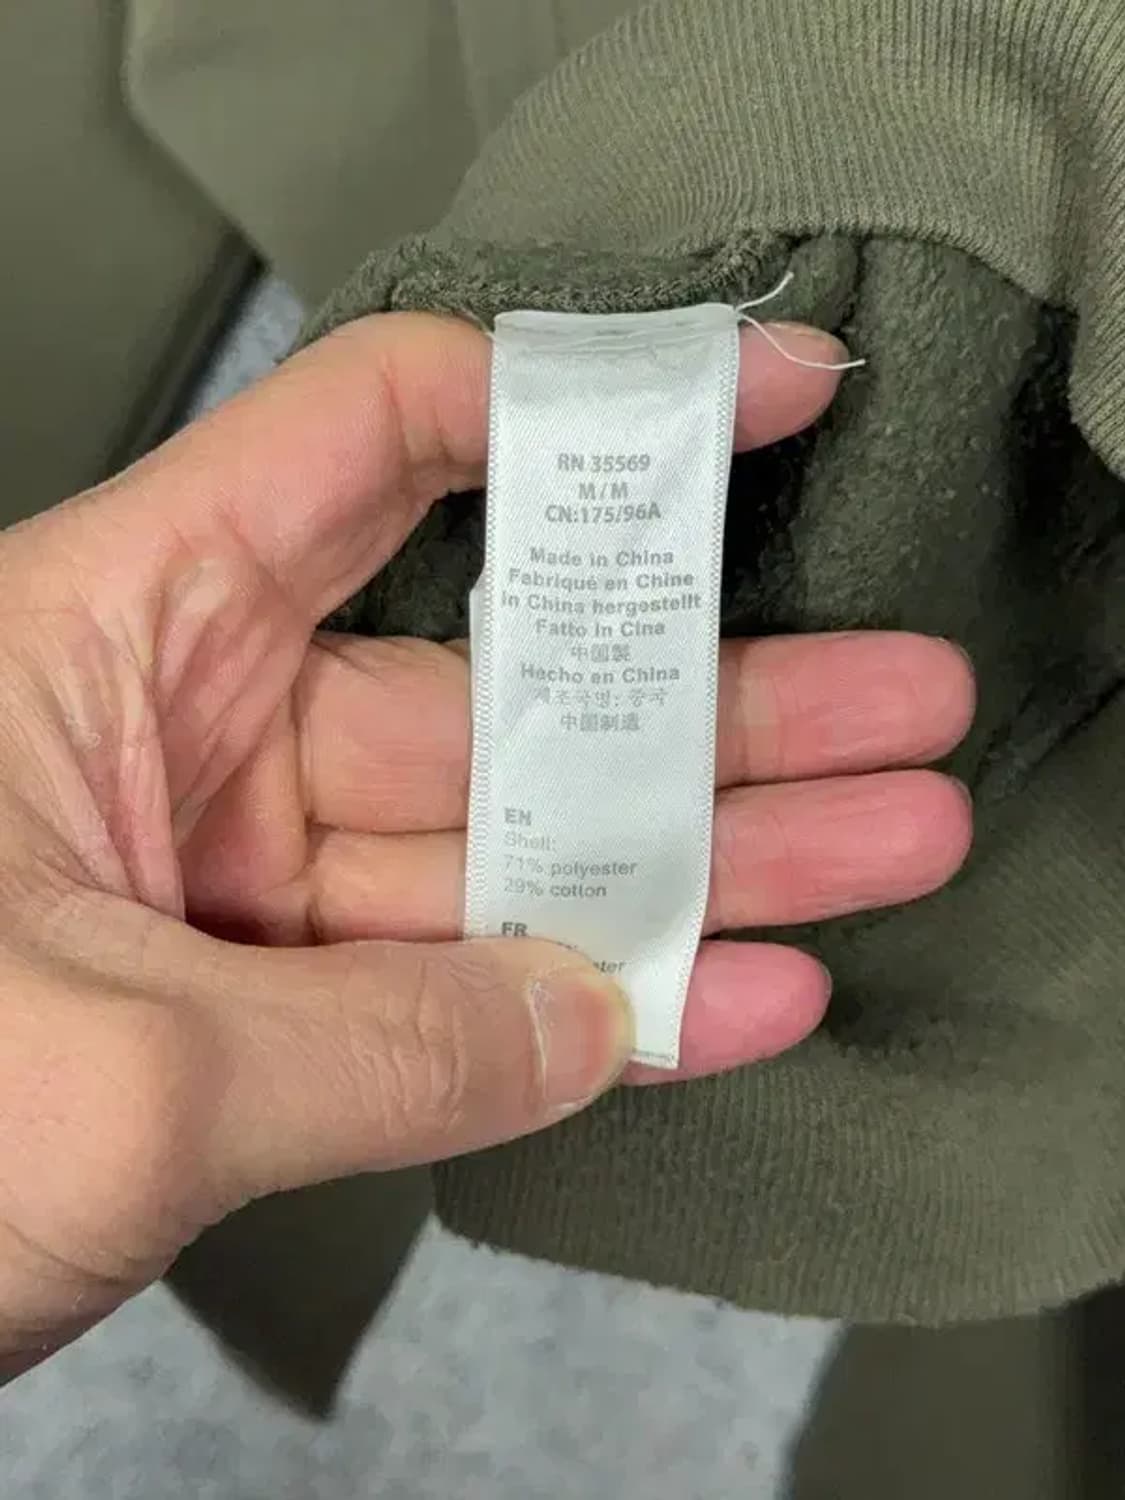 RN 35569
M/M
CN:175/96A
Made in China
Fabriqué en Chine
In China hergestellt
Fatto in Cina
中国製
Hecho en China
제조국명: 중국
中国制造
EN
Shell:
71% polyester
29% cotton
FR